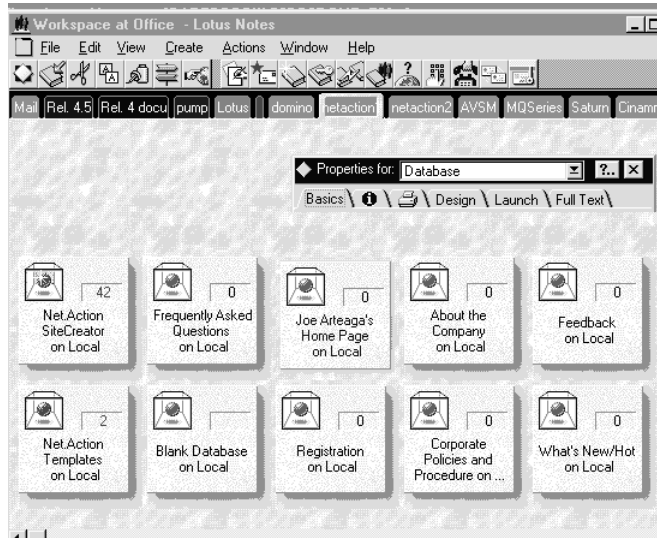 Workspace at Office - Lotus Notes
File Edit View Create Actions Window Help
Mail Rel. 4.5 Rel. 4 docu pump Lotus domino netaction netaction2 AVSM MQSeries Saturn Cinamm
Properties for: Database ?..
Basics Design Launch Full Text
42 0 0 0 0
Net.Action
SiteCreator
on Local
Frequently Asked
Questions
on Local
Joe Arteaga's
Home Page
on Local
About the
Company
on Local
Feedback
on Local
2 0 0 0
Net.Action
Templates
on Local
Blank Database
on Local
Registration
on Local
Corporate
Policies and
Procedure on ...
What's New/Hot
on Local